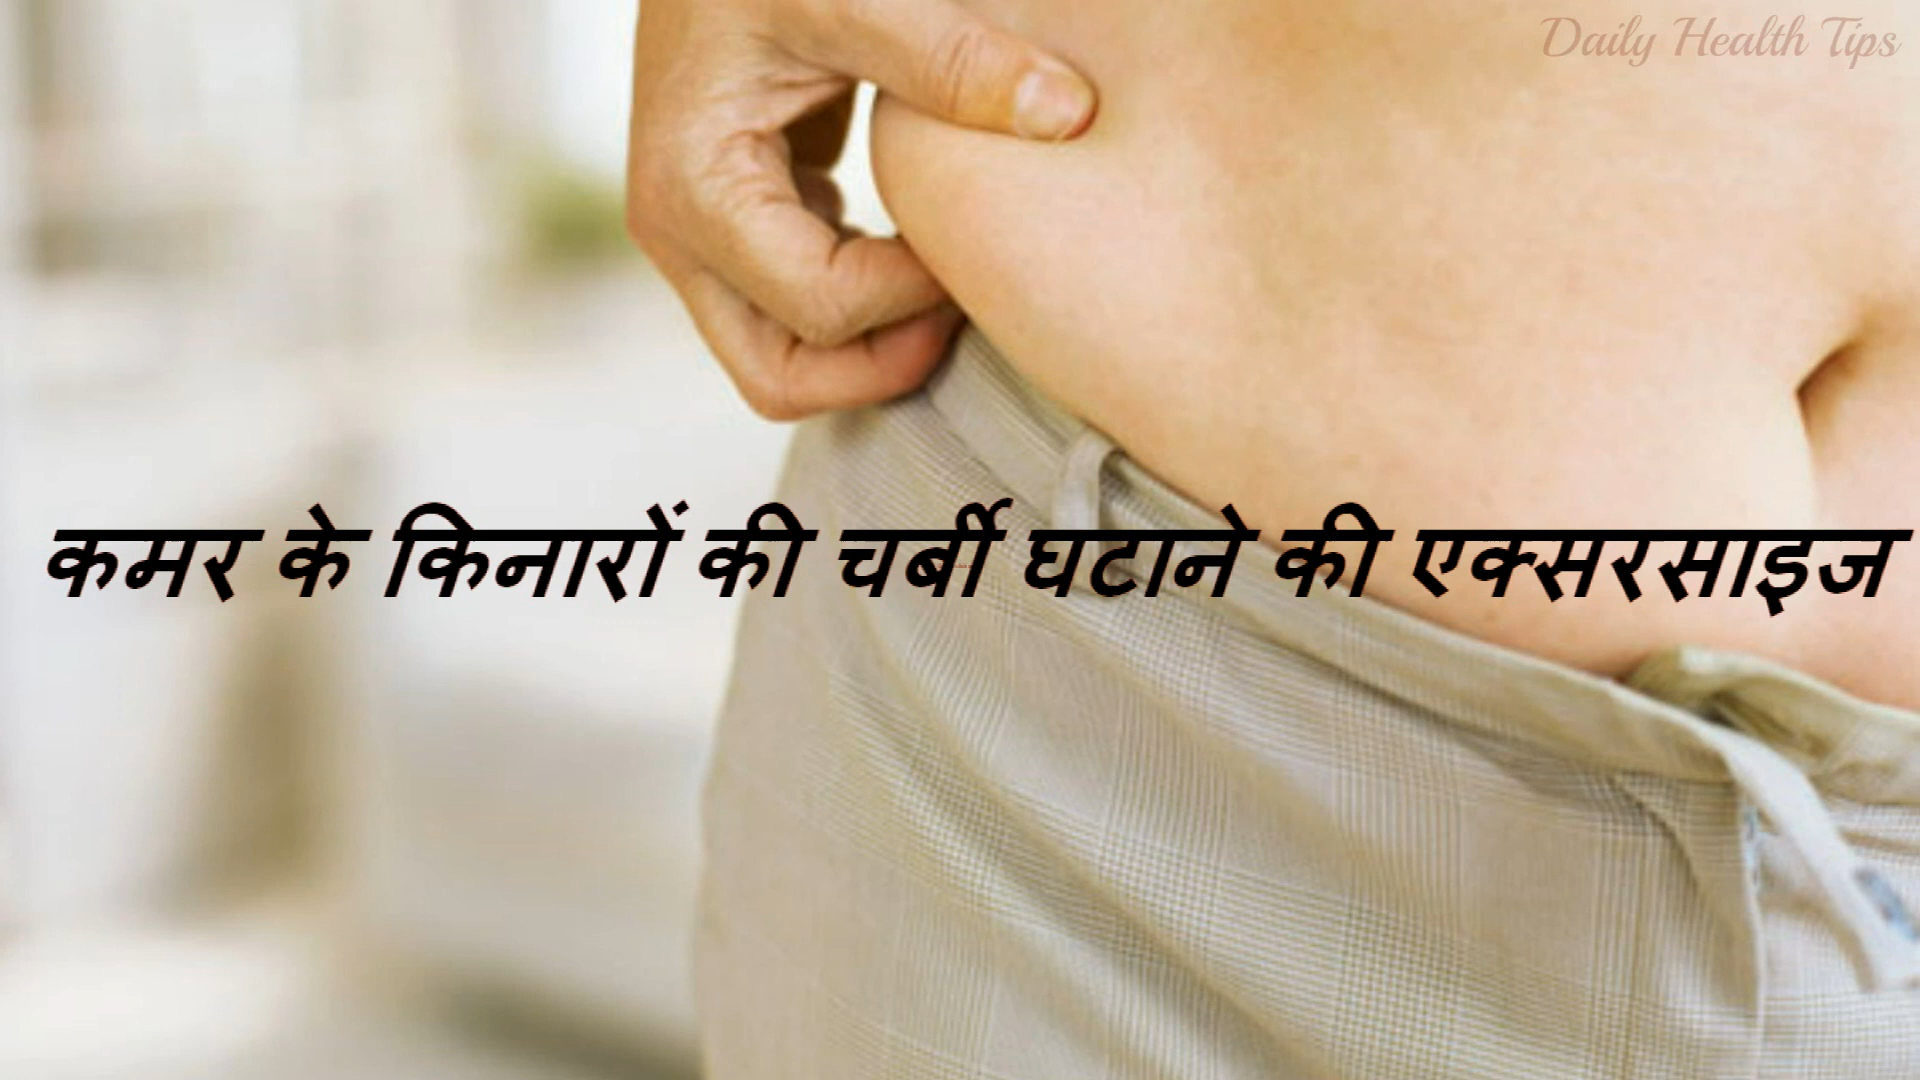 Daily Health Tips
कमर के किनारों की चर्बी घटाने की एक्सरसाइज